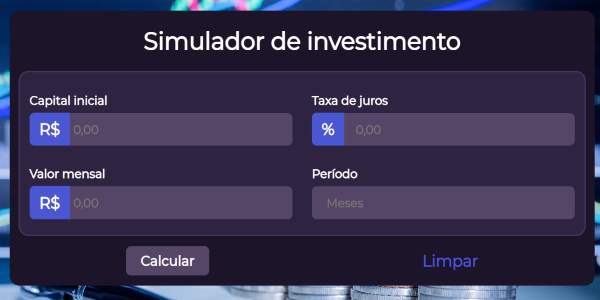 Simulador de investimento
Capital inicial
R$ 0,00
Taxa de juros
% 0,00
Valor mensal
R$ 0,00
Período
Meses
Calcular
Limpar